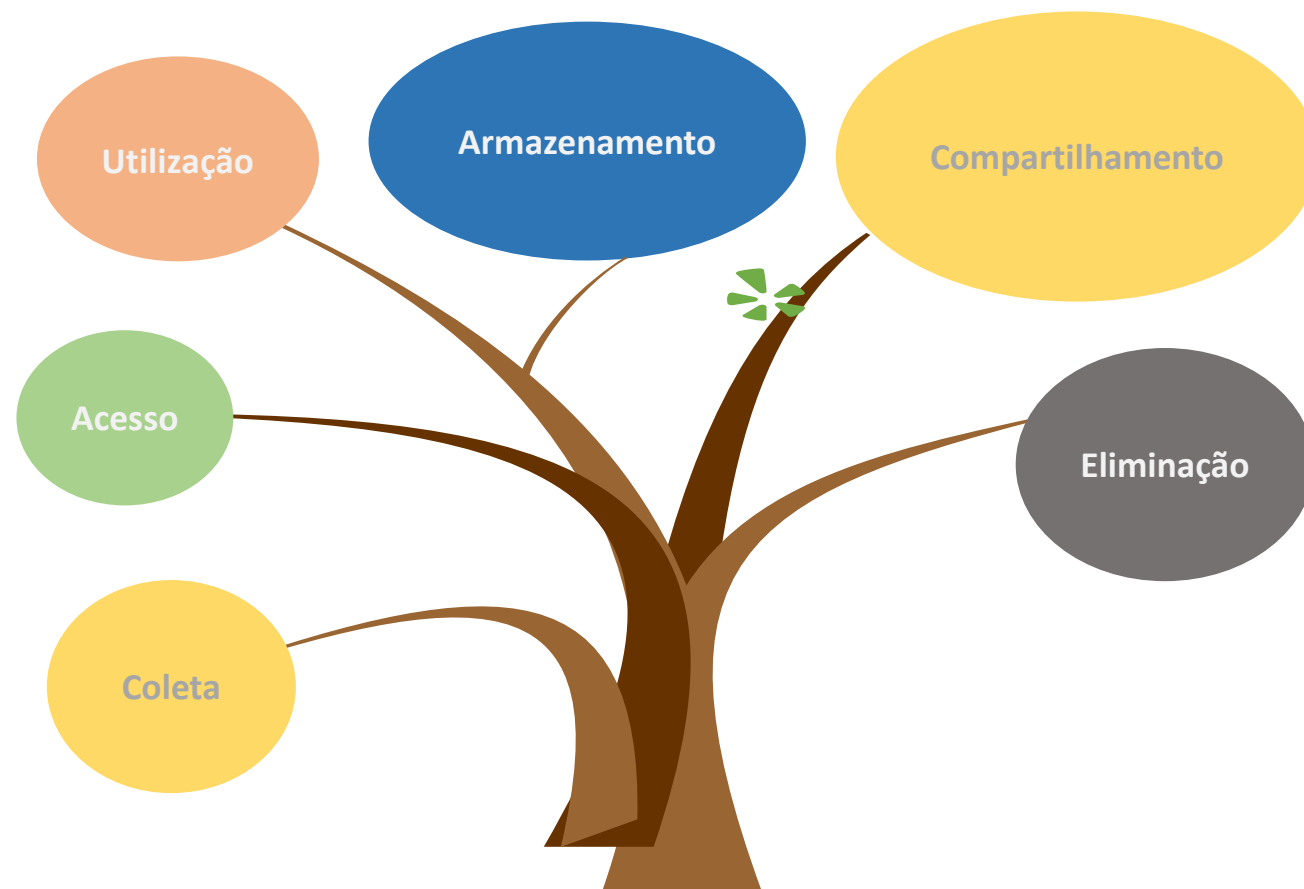 Utilização
Armazenamento
Compartilhamento
Acesso
Eliminação
Coleta